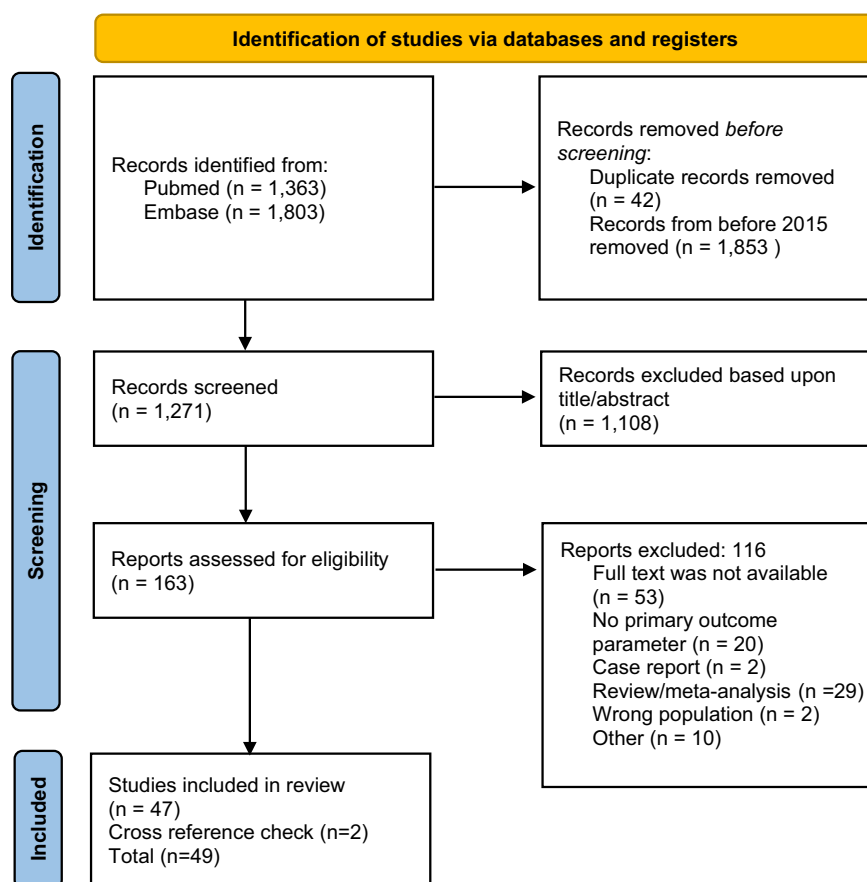 Identification of studies via databases and registers
Identification
Records identified from:
Pubmed (n = 1,363)
Embase (n = 1,803)
Records removed before
screening:
Duplicate records removed
(n = 42)
Records from before 2015
removed (n = 1,853 )
Screening
Records screened
(n = 1,271)
Records excluded based upon
title/abstract
(n = 1,108)
Reports assessed for eligibility
(n = 163)
Reports excluded: 116
Full text was not available
(n = 53)
No primary outcome
parameter (n = 20)
Case report (n = 2)
Review/meta-analysis (n =29)
Wrong population (n = 2)
Other (n = 10)
Included
Studies included in review
(n = 47)
Cross reference check (n=2)
Total (n=49)